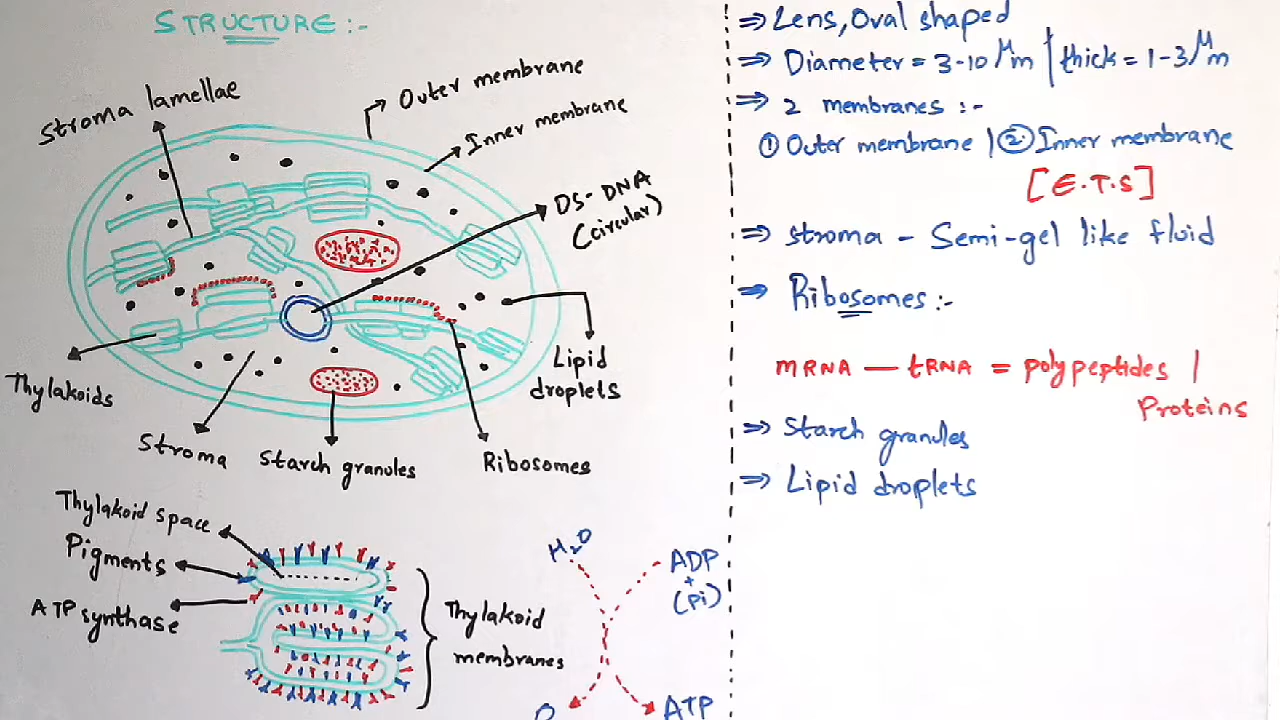 STRUCTURE :-
Stroma lamellae
Outer membrane
Inner membrane
DS-DNA
(circular)
Lipid
droplets
Thylakoids
Stroma
Starch granules
Ribosomes
Thylakoid space
Pigments
ATP synthase
Thylakoid
membranes
H2O
ADP
+
(Pi)
ATP
⇒ Lens, Oval shaped
⇒ Diameter = 3-10 μm | thick = 1-3 μm
⇒ 2 membranes :-
① Outer membrane | ② Inner membrane
[E.T.S]
⇒ stroma - Semi-gel like fluid
⇒ Ribosomes :-
mRNA — tRNA = polypeptides |
Proteins
⇒ Starch granules
⇒ Lipid droplets